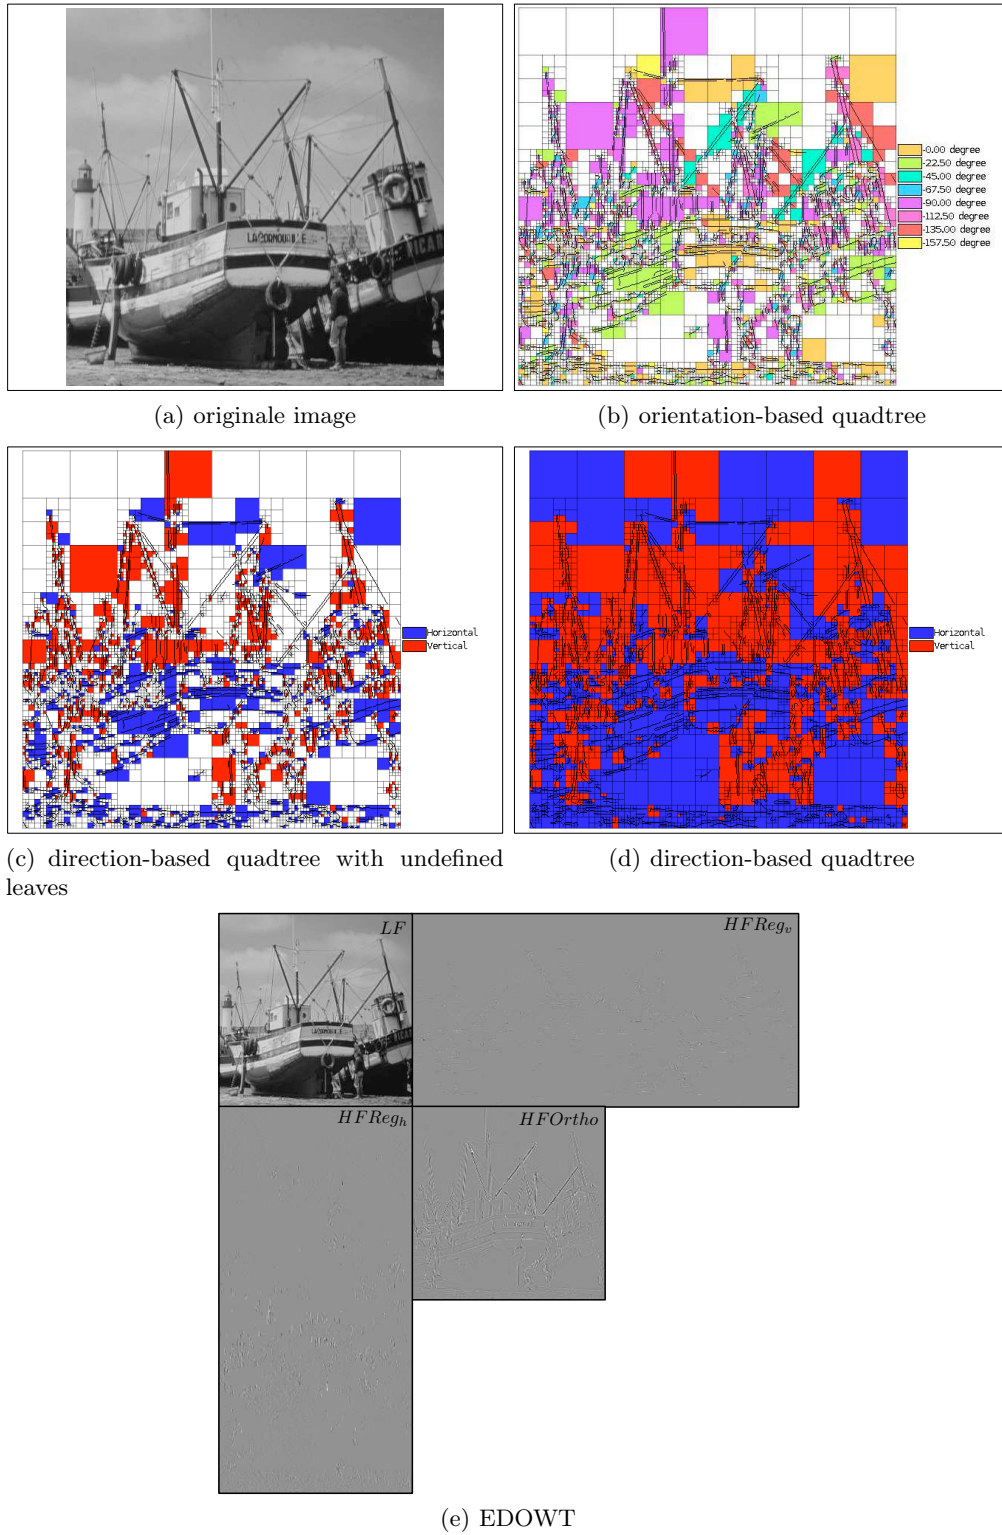 (a) originale image
-0.00 degree
-22.50 degree
-45.00 degree
-67.50 degree
-90.00 degree
-112.50 degree
-135.00 degree
-157.50 degree
(b) orientation-based quadtree
Horizontal
Vertical
(c) direction-based quadtree with undefined
leaves
Horizontal
Vertical
(d) direction-based quadtree
LF
HFReg_v
HFReg_h
HFOrtho
(e) EDOWT